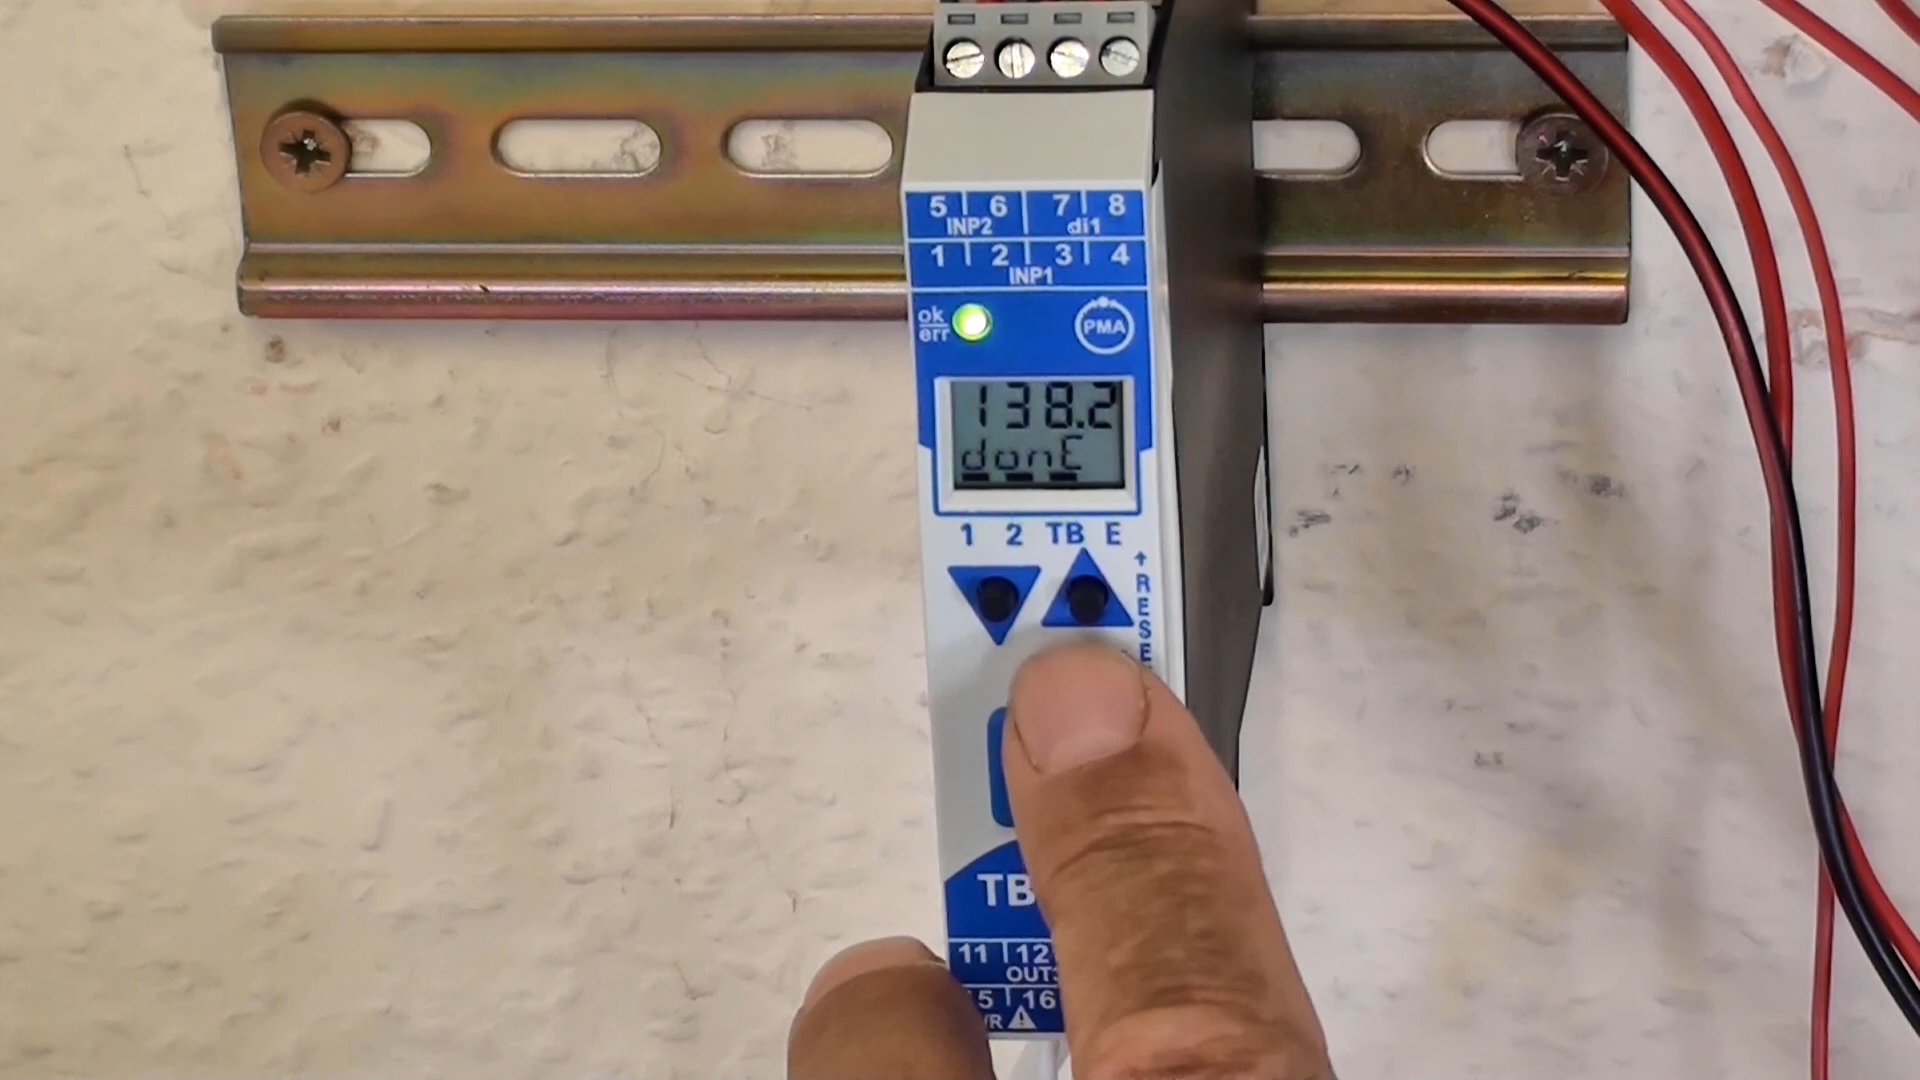 5 6 7 8
INP2 di1
1 2 3 4
INP1
ok
err
PMA
138.2
donE
1 2 TB E
RESE
TB
11 12
OUT
5 16